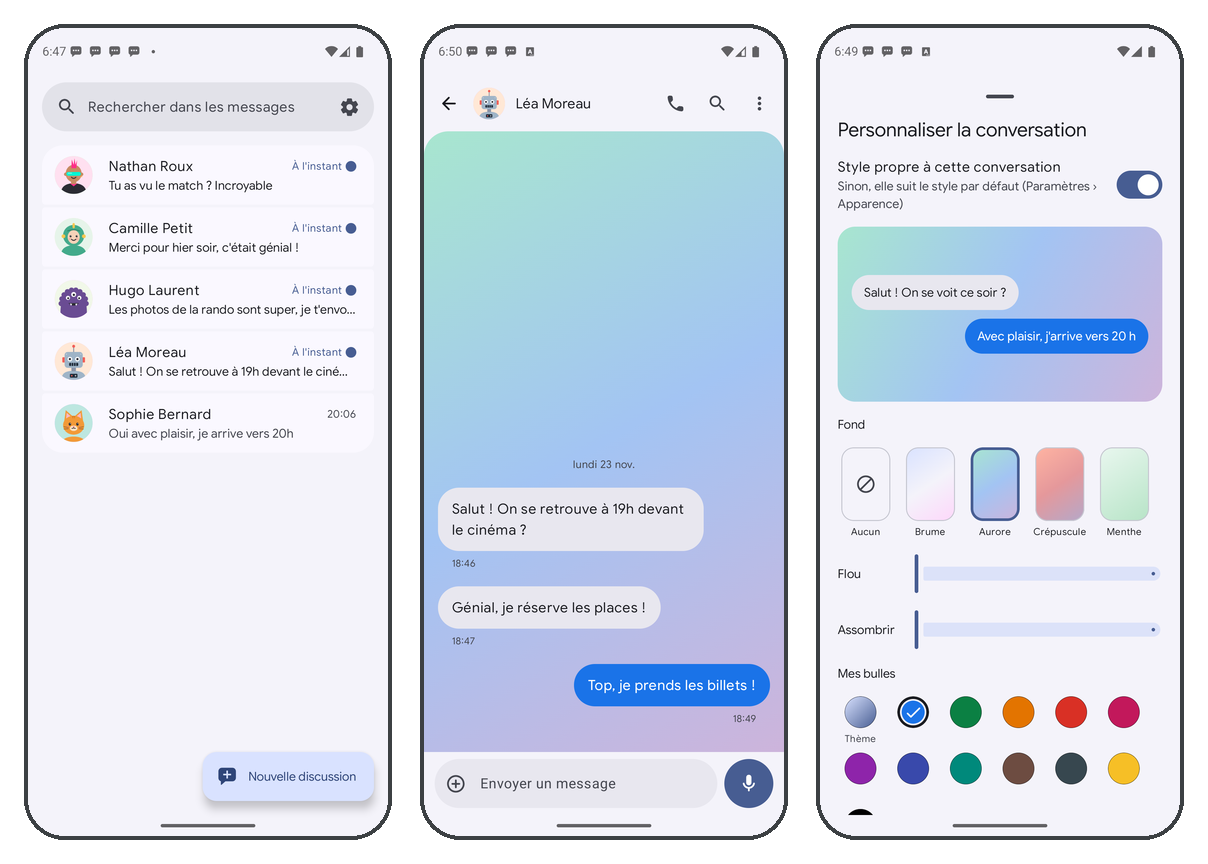 6:47
Rechercher dans les messages
Nathan Roux
À l'instant
Tu as vu le match ? Incroyable
Camille Petit
À l'instant
Merci pour hier soir, c'était génial !
Hugo Laurent
À l'instant
Les photos de la rando sont super, je t'envo...
Léa Moreau
À l'instant
Salut ! On se retrouve à 19h devant le ciné...
Sophie Bernard
20:06
Oui avec plaisir, je arrive vers 20h
Nouvelle discussion
6:50
A
Léa Moreau
lundi 23 nov.
Salut ! On se retrouve à 19h devant
le cinéma ?
18:46
Génial, je réserve les places !
18:47
Top, je prends les billets !
18:49
Envoyer un message
6:49
A
Personnaliser la conversation
Style propre à cette conversation
Sinon, elle suit le style par défaut (Paramètres ›
Apparence)
Salut ! On se voit ce soir ?
Avec plaisir, j'arrive vers 20 h
Fond
Aucun
Brume
Aurore
Crépuscule
Menthe
Flou
Assombrir
Mes bulles
Thème